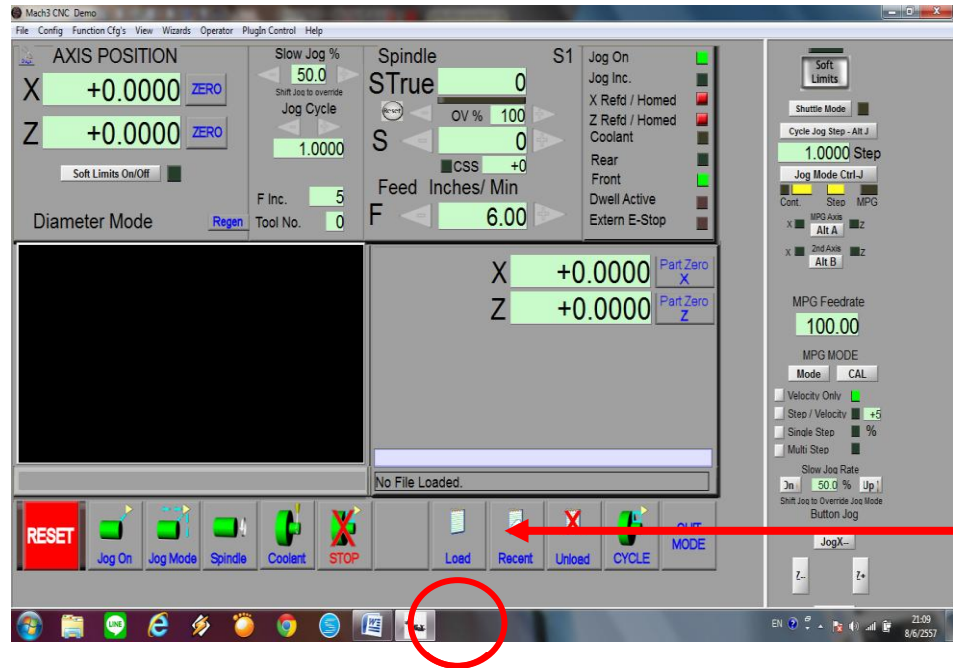 Mach3 CNC Demo
File Config Function Cfg's View Wizards Operator PlugIn Control Help
AXIS POSITION
X +0.0000 ZERO
Z +0.0000 ZERO
Soft Limits On/Off
Diameter Mode Regen
Slow Jog %
50.0
Shift Jog to override
Jog Cycle
1.0000
F Inc. 5
Tool No. 0
Spindle S1
STrue 0
Reset OV % 100
S 0
CSS +0
Feed Inches/ Min
F 6.00
Jog On
Jog Inc.
X Refd / Homed
Z Refd / Homed
Coolant
Rear
Front
Dwell Active
Extern E-Stop
X +0.0000 Part Zero X
Z +0.0000 Part Zero Z
No File Loaded.
RESET
Jog On
Jog Mode
Spindle
Coolant
STOP
Load
Recent
Unload
CYCLE
MODE
Soft
Limits
Shuttle Mode
Cycle Jog Step - Alt J
1.0000 Step
Jog Mode Ctrl-J
Cont. Step MPG
MPG Axis
X Alt A Z
2nd Axis
X Alt B Z
MPG Feedrate
100.00
MPG MODE
Mode CAL
Velocity Only
Step / Velocity +5
Single Step %
Multi Step
Slow Jog Rate
50.0 % Up
Shift Jog to Override Jog Mode
Button Jog
JogX--
Z-- Z+
LINE
EN 21:09
8/6/2557